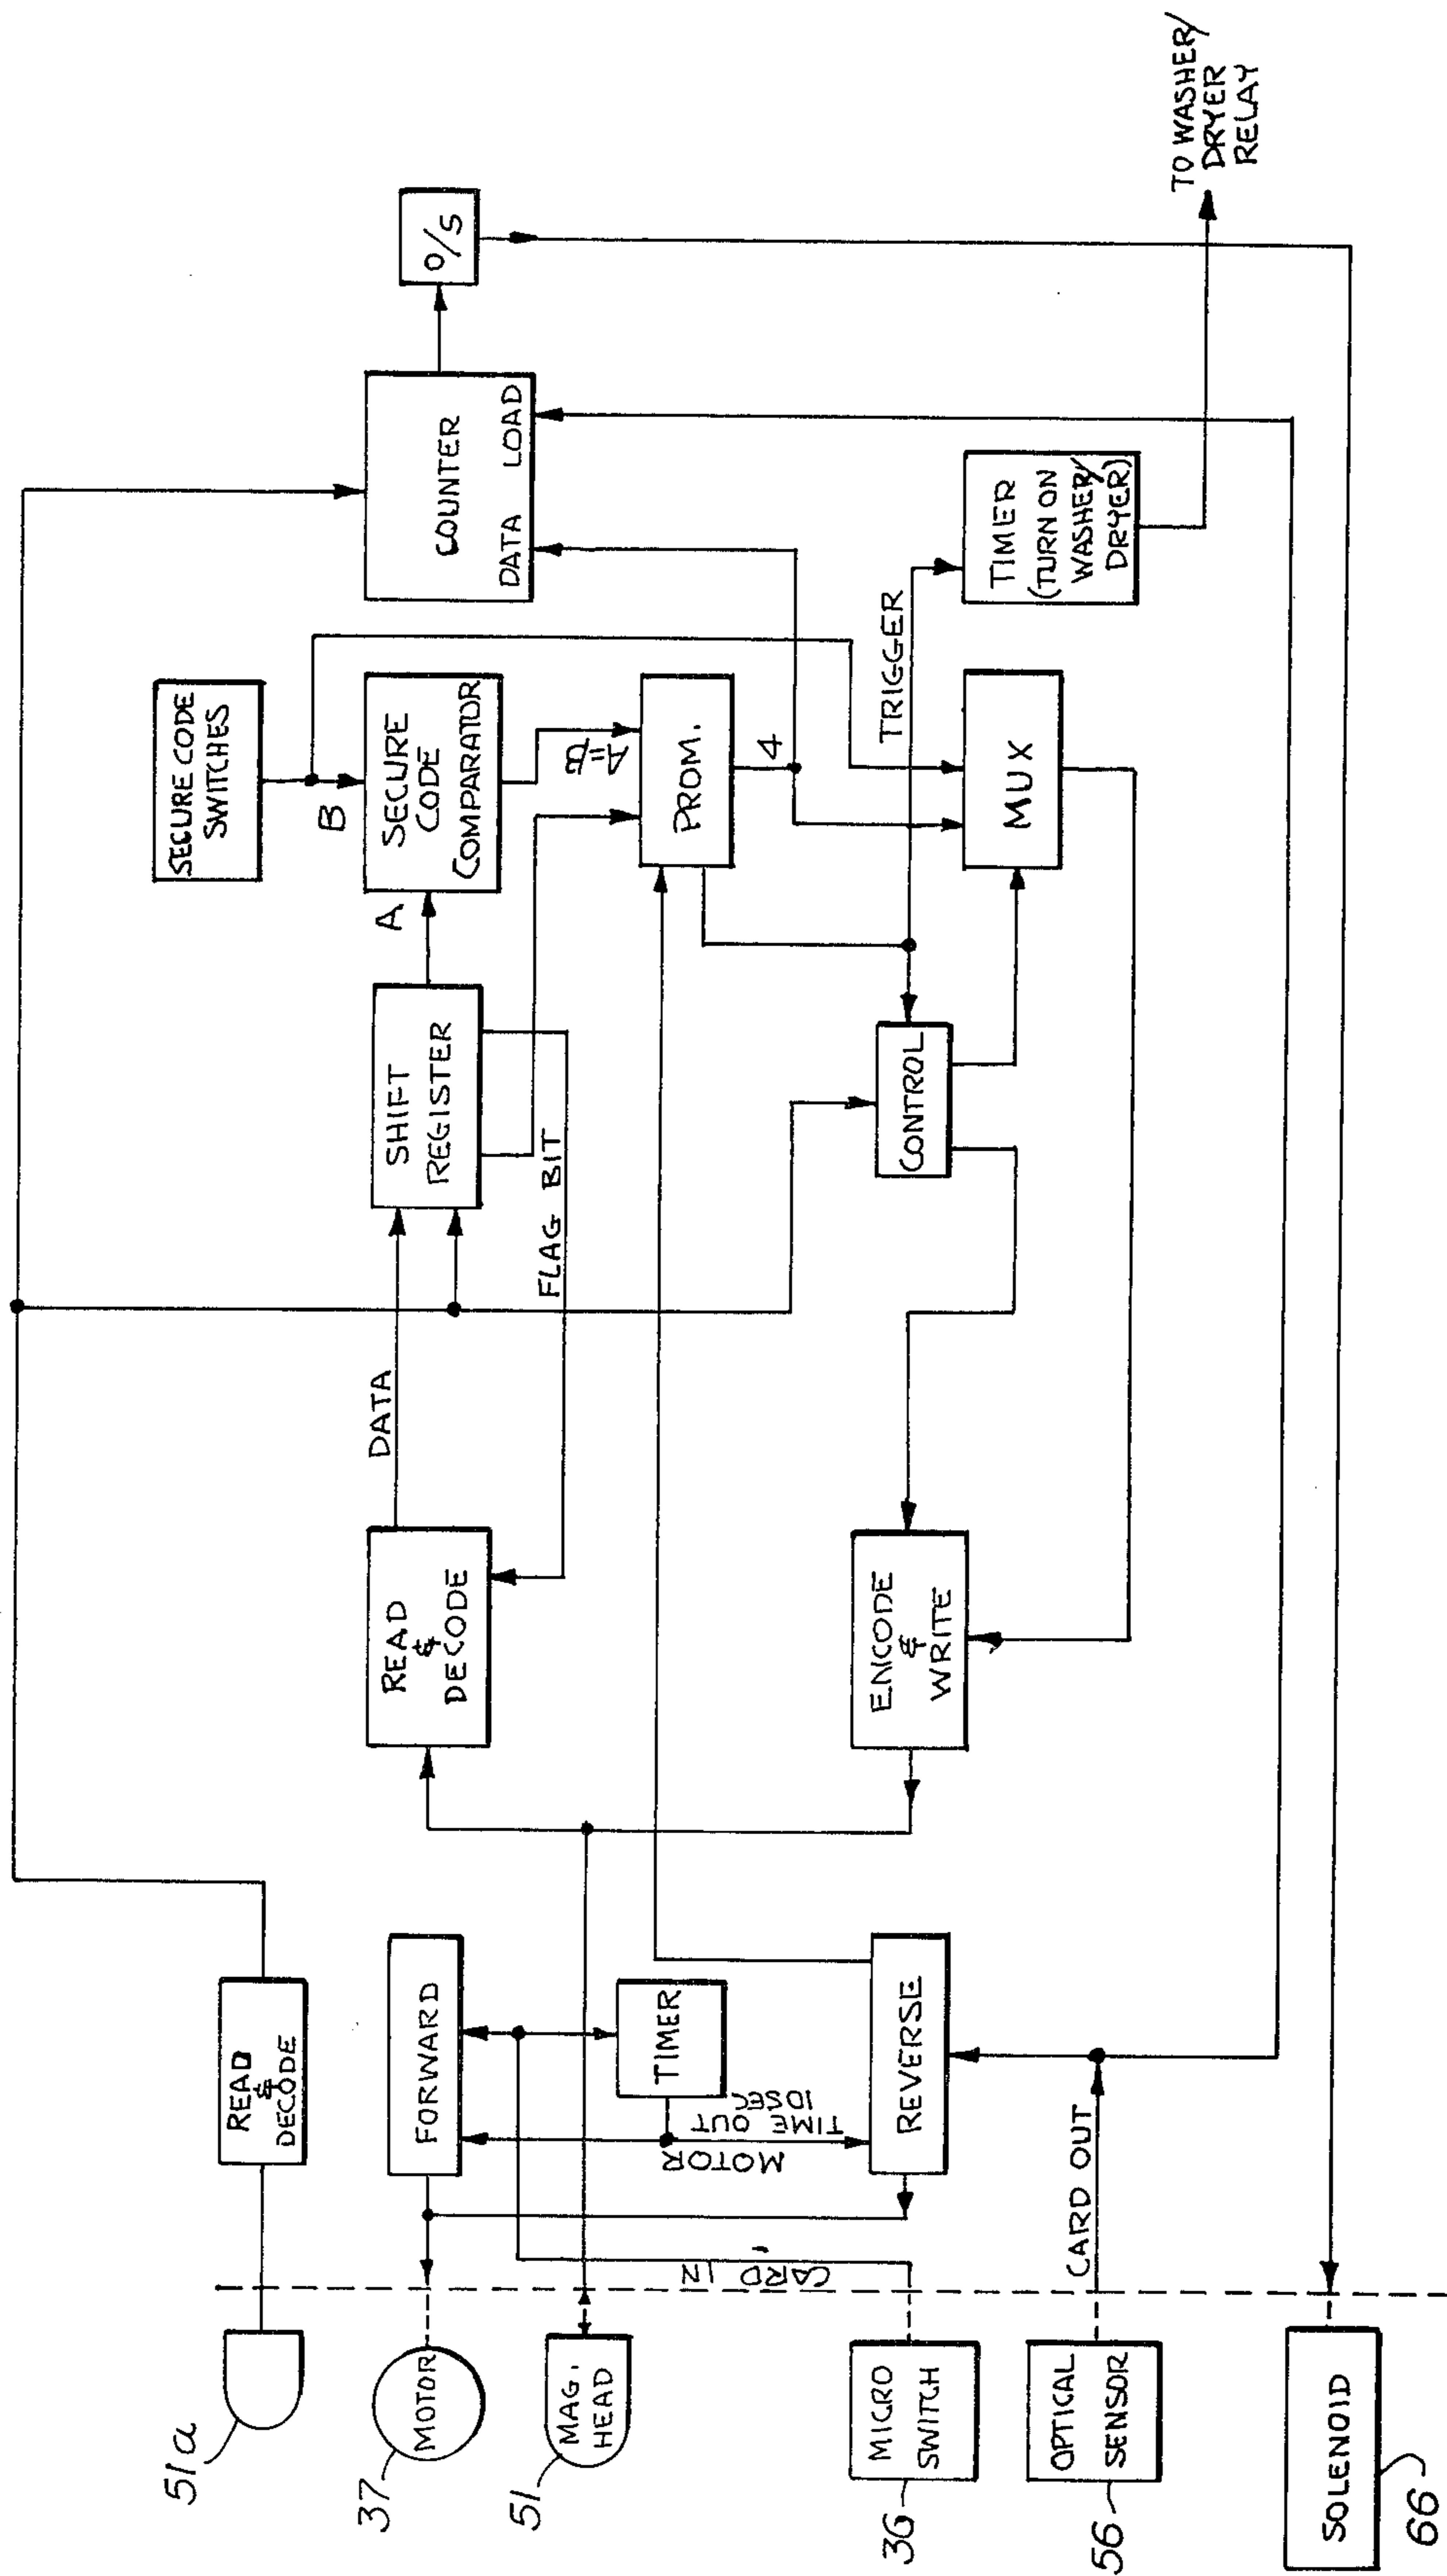 51a
READ
&
DECODE
37
MOTOR
FORWARD
51
MAG.
HEAD
TIMER
MOTOR
TIME OUT
10SEC
CARD IN
REVERSE
36
MICRO
SWITCH
56
OPTICAL
SENSOR
CARD OUT
66
SOLENOID
READ
&
DECODE
DATA
SHIFT
REGISTER
FLAG BIT
A
B
SECURE CODE
SWITCHES
SECURE
CODE
COMPARATOR
A=B
PROM.
4
COUNTER
DATA LOAD
O/S
ENCODE
&
WRITE
CONTROL
MUX
TRIGGER
TIMER
(TURN ON
WASHER/
DRYER)
TO WASHER/
DRYER
RELAY